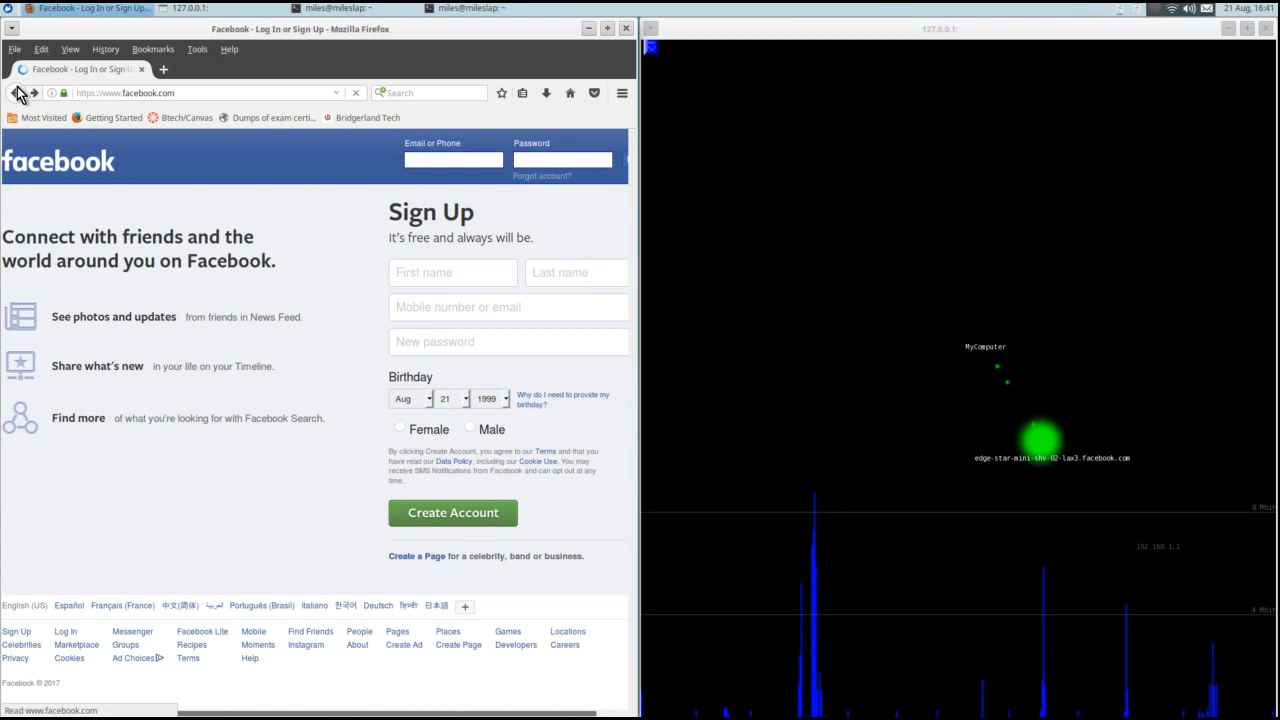 Facebook - Log In or Sign Up...
127.0.0.1:
miles@mileslap: ~
miles@mileslap: ~
21 Aug, 16:41
Facebook - Log In or Sign Up - Mozilla Firefox
127.0.0.1:
File Edit View History Bookmarks Tools Help
Facebook - Log In or Sign U
https://www.facebook.com
Search
Most Visited Getting Started Btech/Canvas Dumps of exam certi... Bridgerland Tech
facebook
Email or Phone
Password
Forgot account?
Connect with friends and the
world around you on Facebook.
See photos and updates from friends in News Feed.
Share what's new in your life on your Timeline.
Find more of what you're looking for with Facebook Search.
Sign Up
It's free and always will be.
First name
Last name
Mobile number or email
New password
Birthday
Aug 21 1999
Why do I need to provide my
birthday?
Female Male
By clicking Create Account, you agree to our Terms and that you
have read our Data Policy, including our Cookie Use. You may
receive SMS Notifications from Facebook and can opt out at any
time.
Create Account
Create a Page for a celebrity, band or business.
English (US) Español Français (France) 中文(简体) العربية Português (Brasil) Italiano 한국어 Deutsch हिन्दी 日本語 +
Sign Up Log In Messenger Facebook Lite Mobile Find Friends People Pages Places Games Locations
Celebrities Marketplace Groups Recipes Moments Instagram About Create Ad Create Page Developers Careers
Privacy Cookies Ad Choices Terms Help
Facebook © 2017
Read www.facebook.com
MyComputer
edge-star-mini-shv-02-lax3.facebook.com
8 Mbit
192.168.1.1
4 Mbit